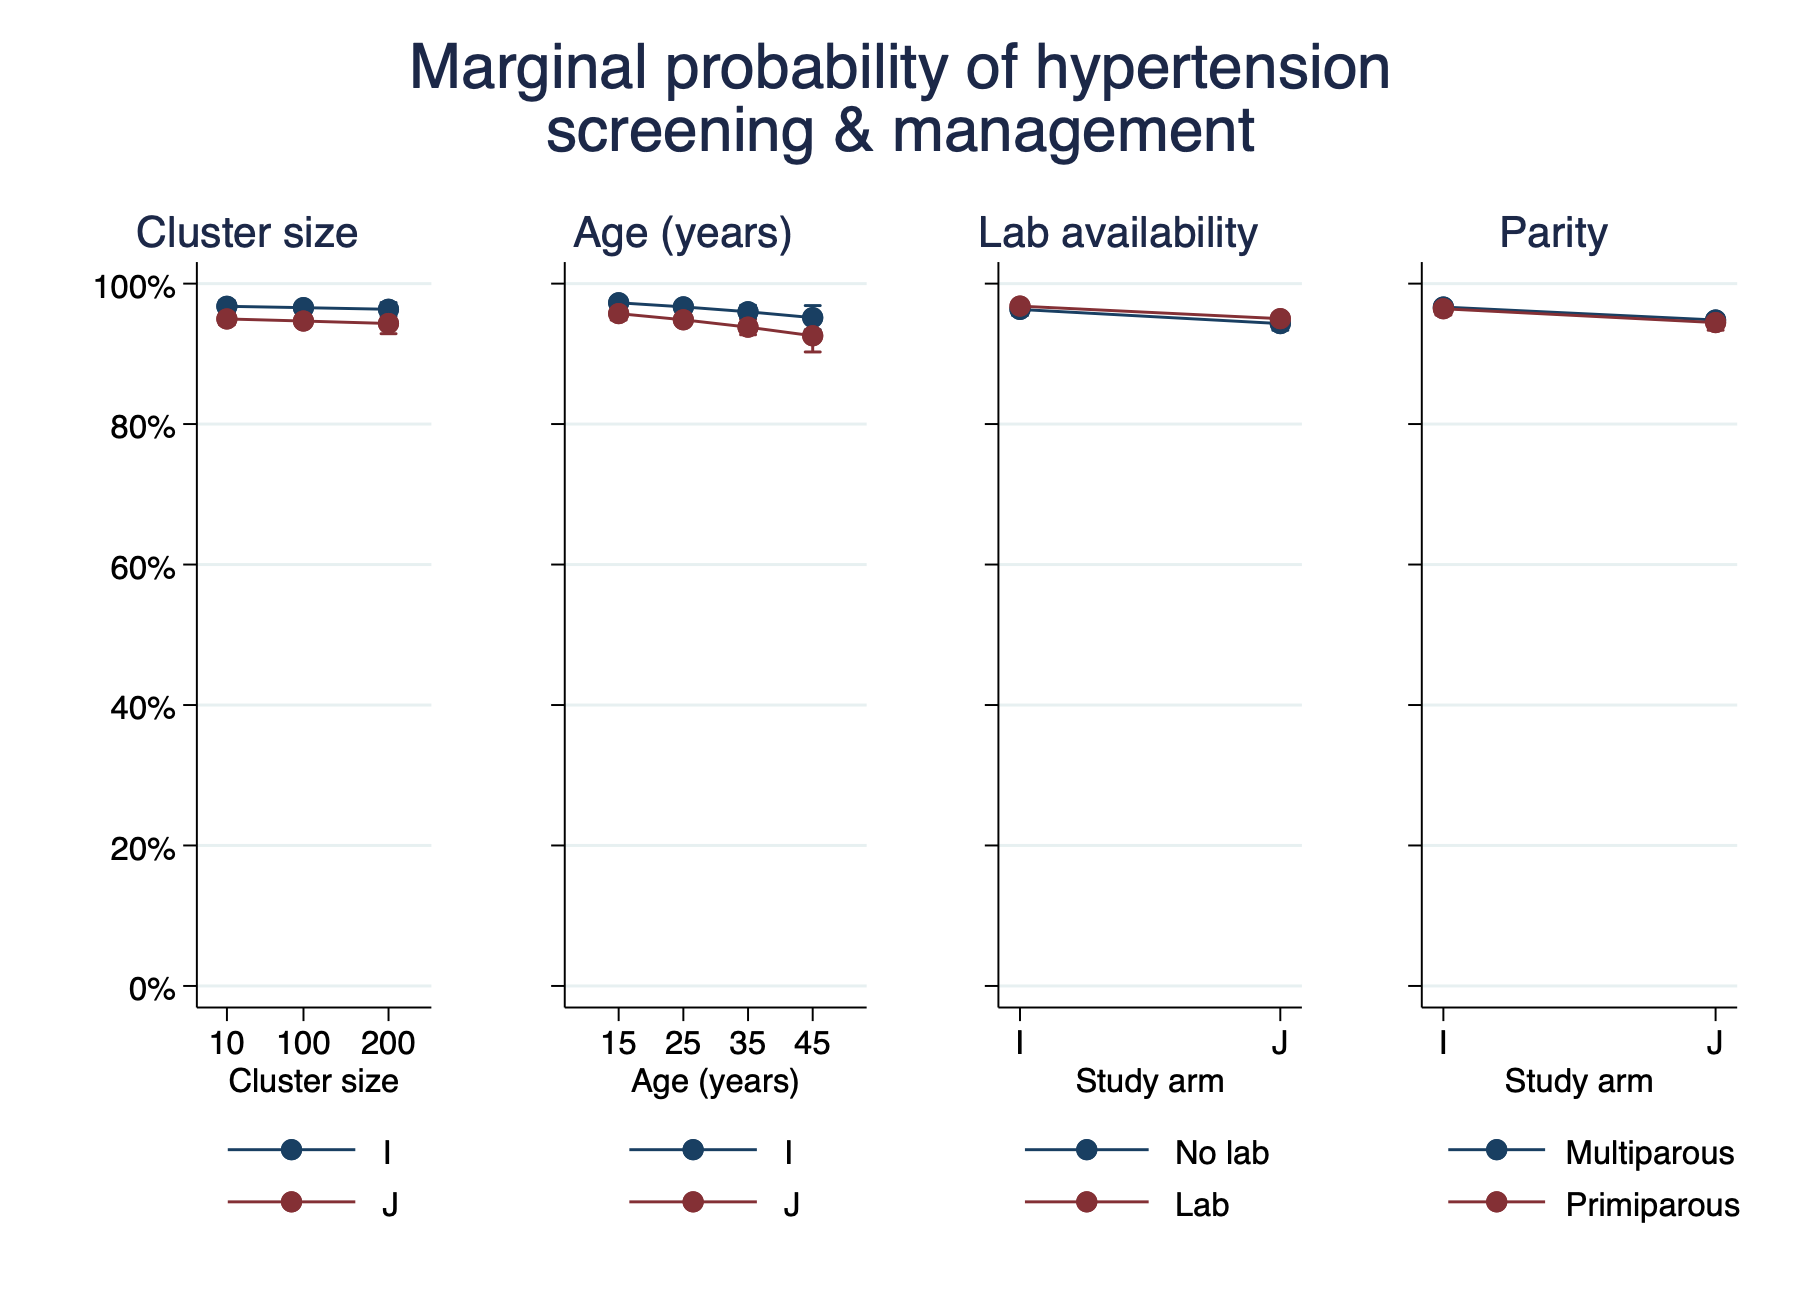 Marginal probability of hypertension
screening & management
Cluster size
Age (years)
Lab availability
Parity
100%
80%
60%
40%
20%
0%
10 100 200
Cluster size
I
J
15 25 35 45
Age (years)
I
J
I J
Study arm
No lab
Lab
I J
Study arm
Multiparous
Primiparous